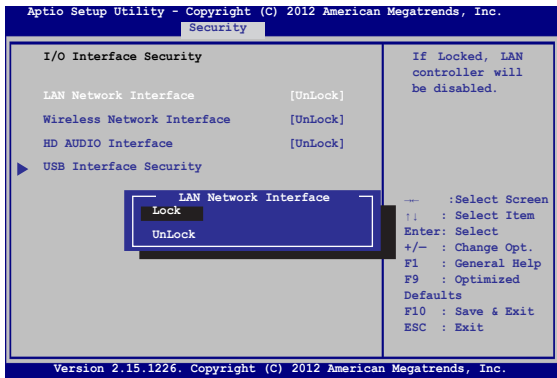 Aptio Setup Utility - Copyright (C) 2012 American Megatrends, Inc.
Security
I/O Interface Security
LAN Network Interface [UnLock]
Wireless Network Interface [UnLock]
HD AUDIO Interface [UnLock]
USB Interface Security
LAN Network Interface
Lock
UnLock
If Locked, LAN
controller will
be disabled.
→← :Select Screen
↑↓ : Select Item
Enter: Select
+/— : Change Opt.
F1 : General Help
F9 : Optimized
Defaults
F10 : Save & Exit
ESC : Exit
Version 2.15.1226. Copyright (C) 2012 American Megatrends, Inc.